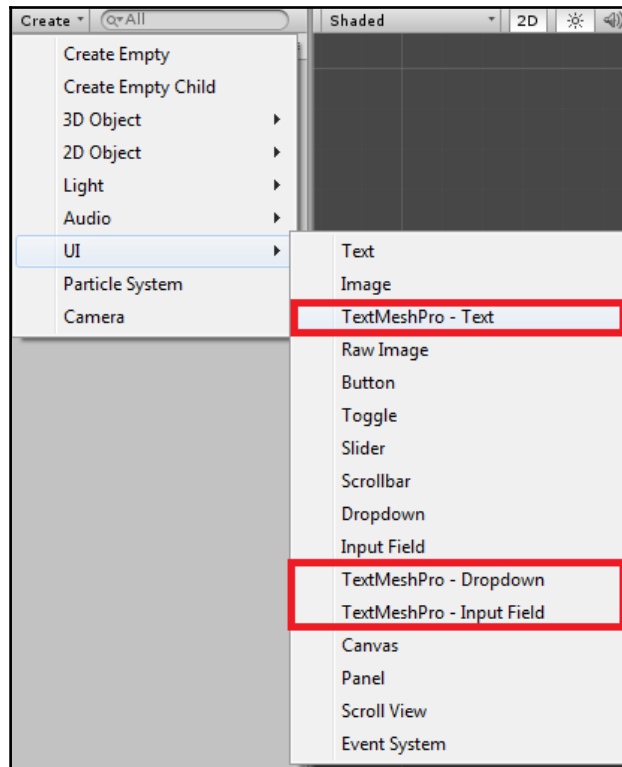 Create All Shaded 2D
Create Empty
Create Empty Child
3D Object
2D Object
Light
Audio
UI
Particle System
Camera
Text
Image
TextMeshPro - Text
Raw Image
Button
Toggle
Slider
Scrollbar
Dropdown
Input Field
TextMeshPro - Dropdown
TextMeshPro - Input Field
Canvas
Panel
Scroll View
Event System